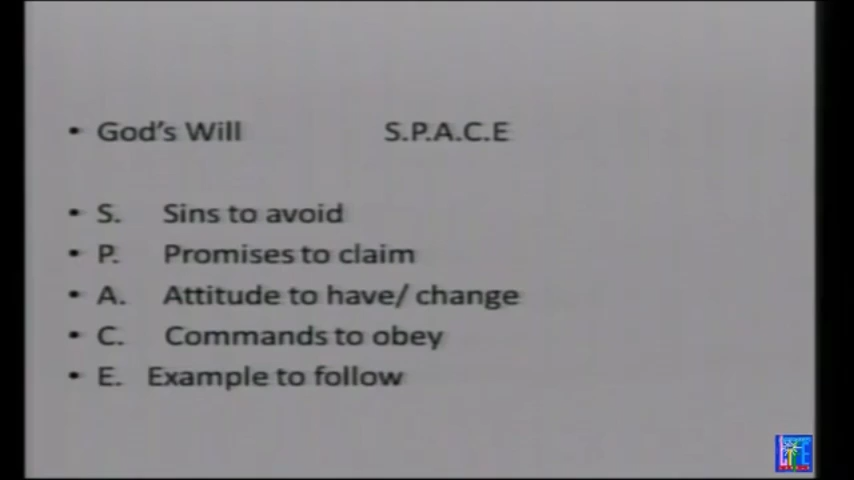 • God's Will S.P.A.C.E
• S. Sins to avoid
• P. Promises to claim
• A. Attitude to have/ change
• C. Commands to obey
• E. Example to follow